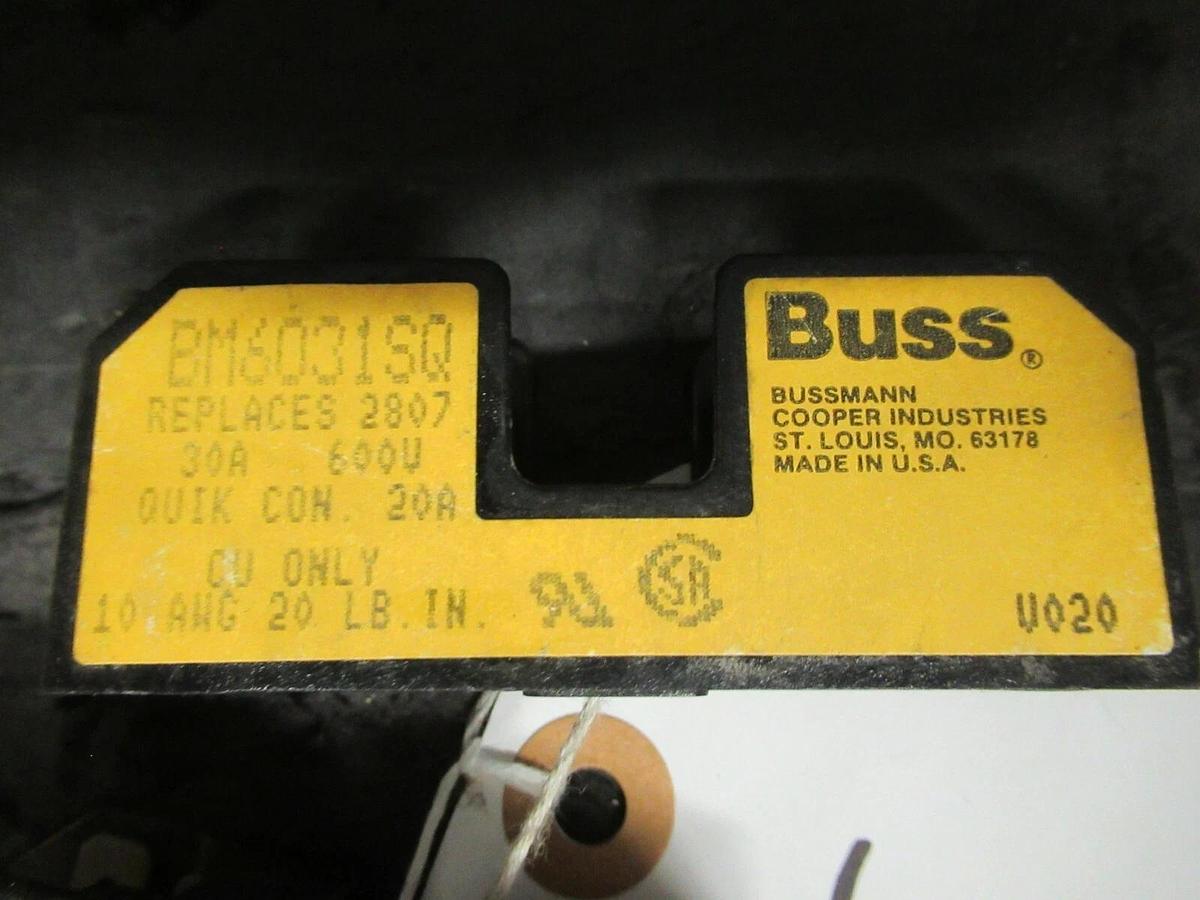 BM6031SQ
REPLACES 2807
30A 600V
QUIK CON. 20A
CU ONLY
10 AWG 20 LB.IN.
Buss®
BUSSMANN
COOPER INDUSTRIES
ST. LOUIS, MO. 63178
MADE IN U.S.A.
SA
V020